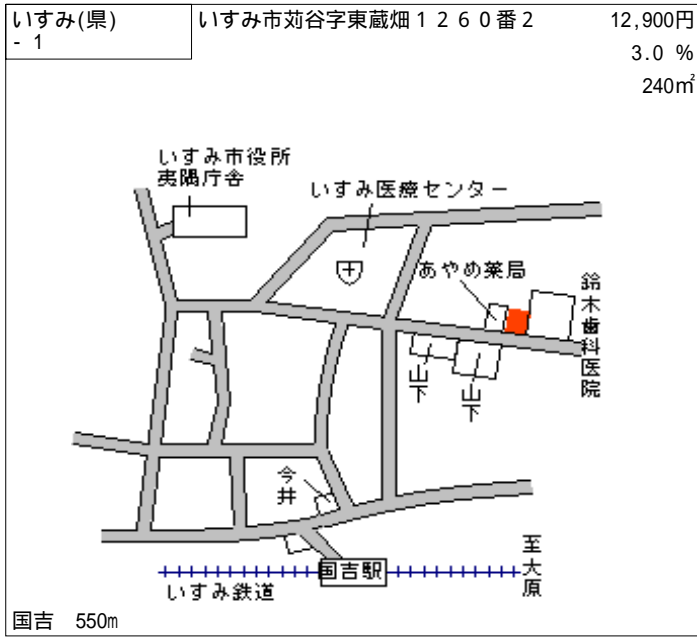 いすみ(県)
- 1
いすみ市苅谷字東蔵畑１２６０番２
12,900円
3.0 %
240㎡
いすみ市役所
夷隅庁舎
いすみ医療センター
あやめ薬局
鈴木歯科医院
山下
山下
今井
国吉駅
至大原
いすみ鉄道
国吉 550m